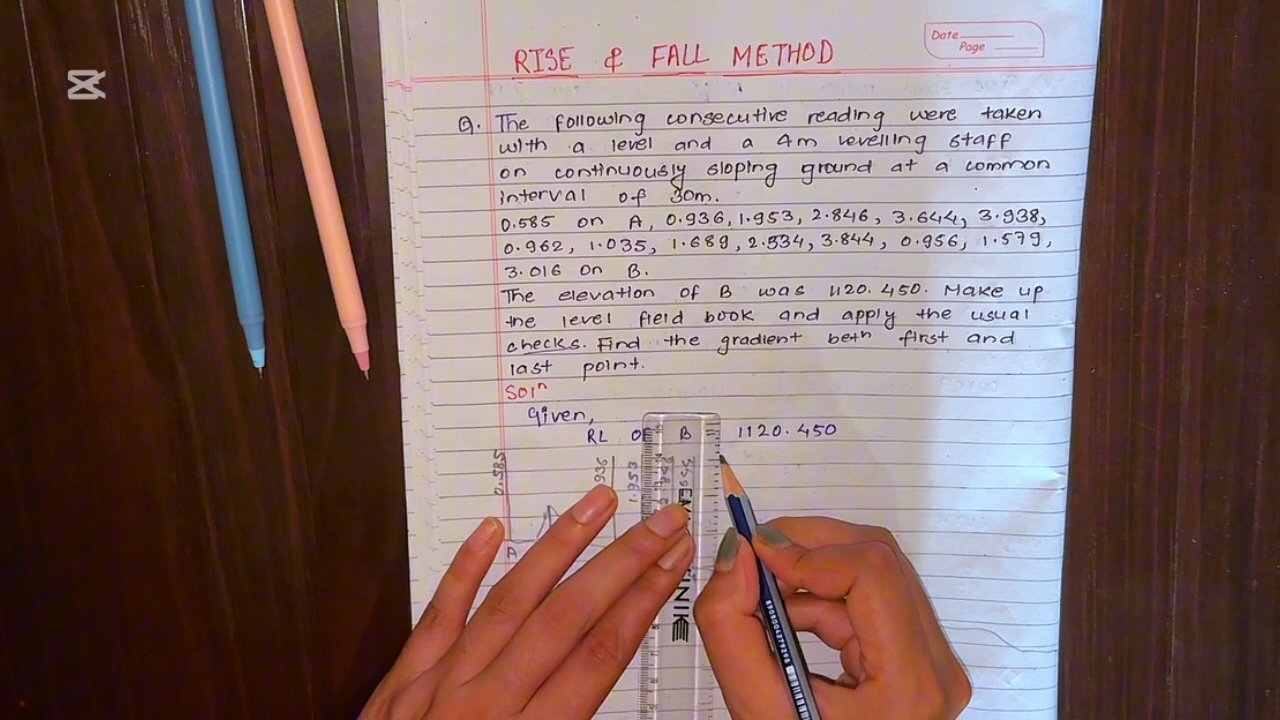 Date
Page
RISE & FALL METHOD
Q. The following consecutive reading were taken
with a level and a 4m levelling staff
on continuously sloping ground at a common
interval of 30m.
0.585 on A, 0.936, 1.953, 2.846, 3.644, 3.938,
0.962, 1.035, 1.689, 2.534, 3.844, 0.956, 1.579,
3.016 on B.
The elevation of B was 1120.450. Make up
the level field book and apply the usual
checks. Find the gradient betn first and
last point.
Soln
Given,
RL OF B 1120.450
0.585
936
1.953
A